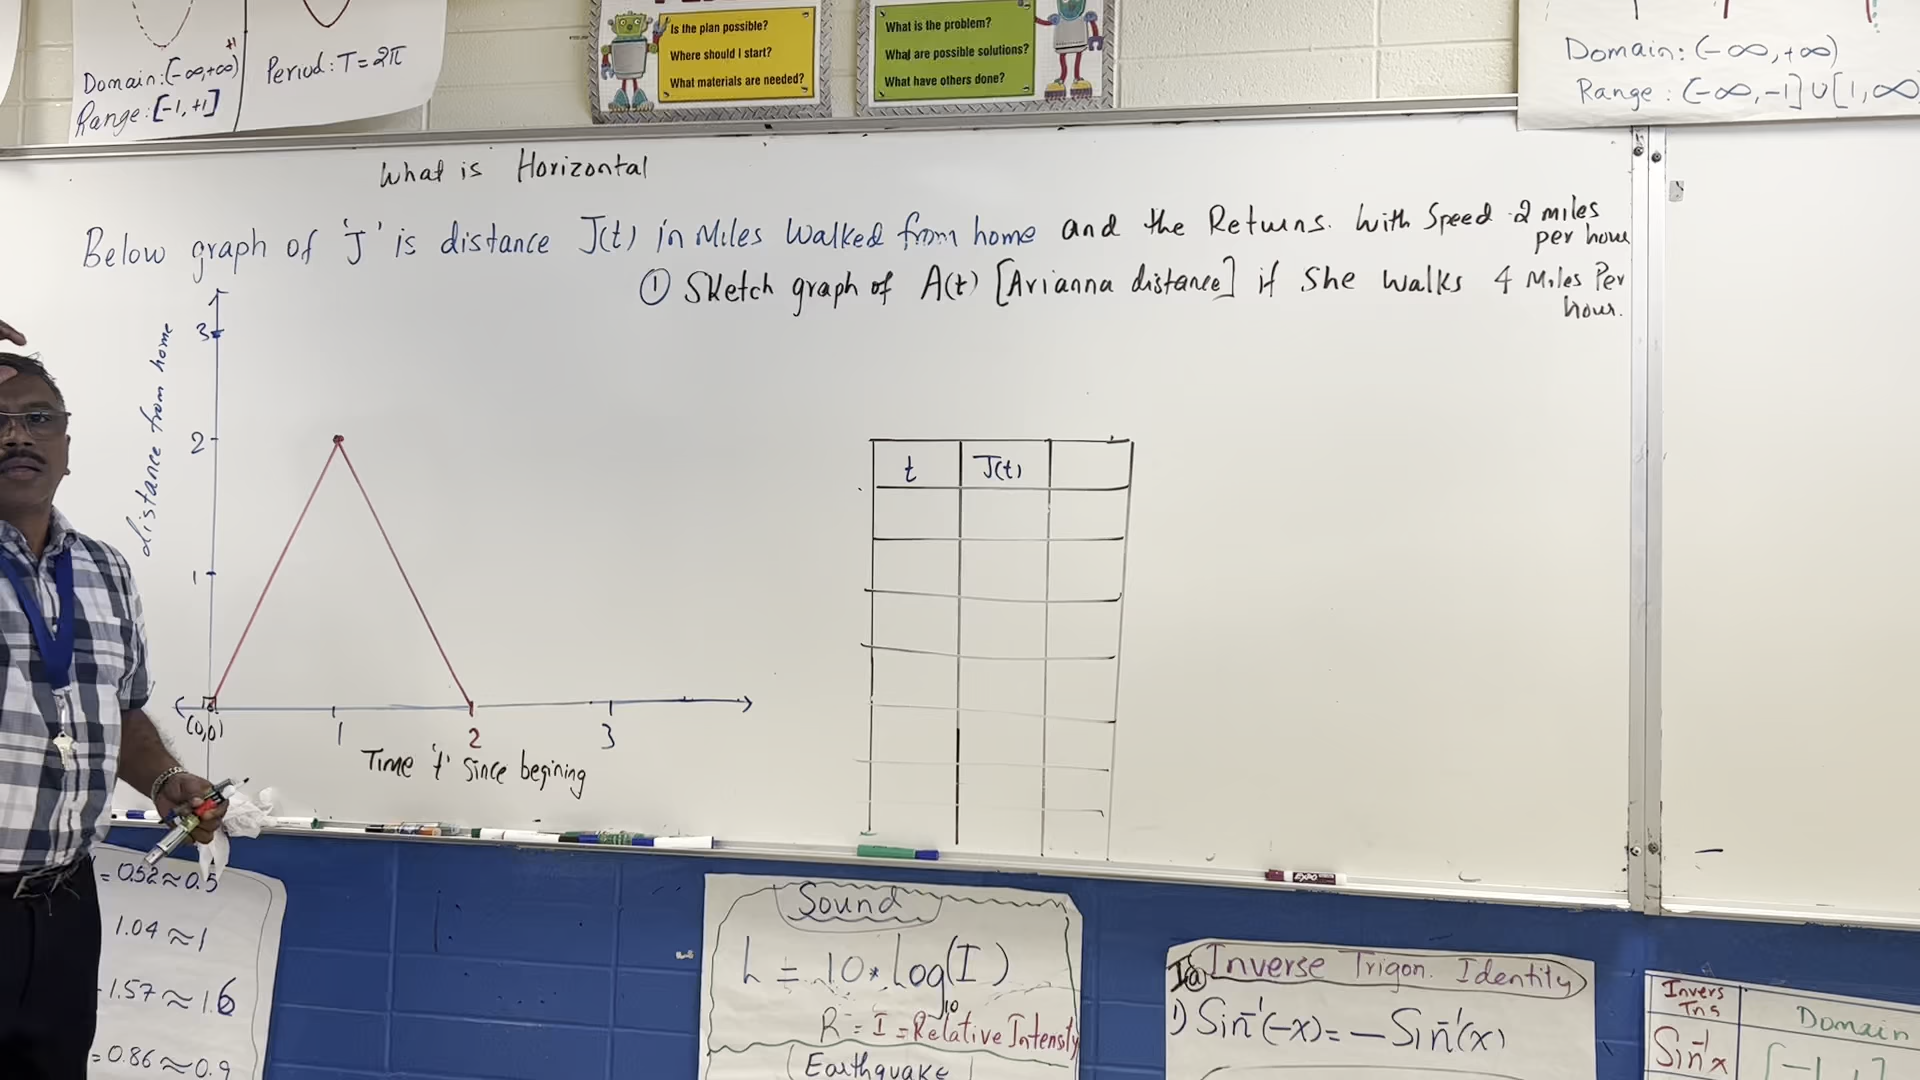 Domain: (-∞,+∞)
Range: [-1,+1]
+1
Period: T = 2π
Is the plan possible?
Where should I start?
What materials are needed?
What is the problem?
What are possible solutions?
What have others done?
Domain: (-∞,+∞)
Range: (-∞,-1]∪[1,∞
What is Horizontal
Below graph of 'J' is distance J(t) in Miles Walked from home and the Returns. With Speed 2 miles
per hour
① Sketch graph of A(t) [Arianna distance] if She Walks 4 Miles Per
hour.
distance from home
3
2
1
(0,0)
1
2
3
Time 't' Since begining
t
J(t)
= 0.52 ≈ 0.5
1.04 ≈ 1
1.57 ≈ 1.6
= 0.86 ≈ 0.9
Sound
L = 10 * Log₁₀(I)
R = I = Relative Intensity
Earthquake
Inverse Trigon. Identity
1) Sin⁻¹(-x) = - Sin⁻¹(x)
Invers
Tns
Domain
Sin⁻¹x